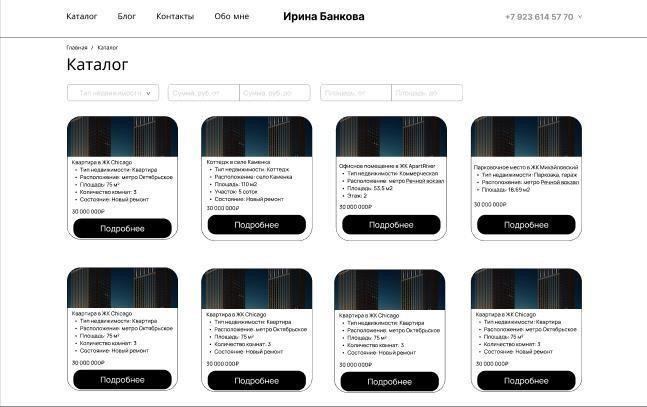 Каталог Блог Контакты Обо мне Ирина Банкова +7 923 614 57 70
Главная / Каталог
Каталог
Тип недвижимости Сумма, руб, от Сумма, руб, до Площадь, от Площадь, до
Квартира в ЖК Chicago
• Тип недвижимости: Квартира
• Расположение: метро Октябрьское
• Площадь: 75 м²
• Количество комнат: 3
• Состояние: Новый ремонт
30 000 000₽
Подробнее
Коттедж в селе Каменка
• Тип недвижимости: Коттедж
• Расположение: село Каменка
• Площадь: 110 м2
• Участок: 5 соток
• Состояние: Новый ремонт
30 000 000₽
Подробнее
Офисное помещение в ЖК ApartRiver
• Тип недвижимости: Коммерческая
• Расположение: метро Речной вокзал
• Площадь: 53,5 м2
• Этаж: 2
30 000 000₽
Подробнее
Парковочное место в ЖК Михайловский
• Тип недвижимости: Парковка, гараж
• Расположение: метро Речной вокзал
• Площадь: 18,69 м2
30 000 000₽
Подробнее
Квартира в ЖК Chicago
• Тип недвижимости: Квартира
• Расположение: метро Октябрьское
• Площадь: 75 м²
• Количество комнат: 3
• Состояние: Новый ремонт
30 000 000₽
Подробнее
Квартира в ЖК Chicago
• Тип недвижимости: Квартира
• Расположение: метро Октябрьское
• Площадь: 75 м²
• Количество комнат: 3
• Состояние: Новый ремонт
30 000 000₽
Подробнее
Квартира в ЖК Chicago
• Тип недвижимости: Квартира
• Расположение: метро Октябрьское
• Площадь: 75 м²
• Количество комнат: 3
• Состояние: Новый ремонт
30 000 000₽
Подробнее
Квартира в ЖК Chicago
• Тип недвижимости: Квартира
• Расположение: метро Октябрьское
• Площадь: 75 м²
• Количество комнат: 3
• Состояние: Новый ремонт
30 000 000₽
Подробнее